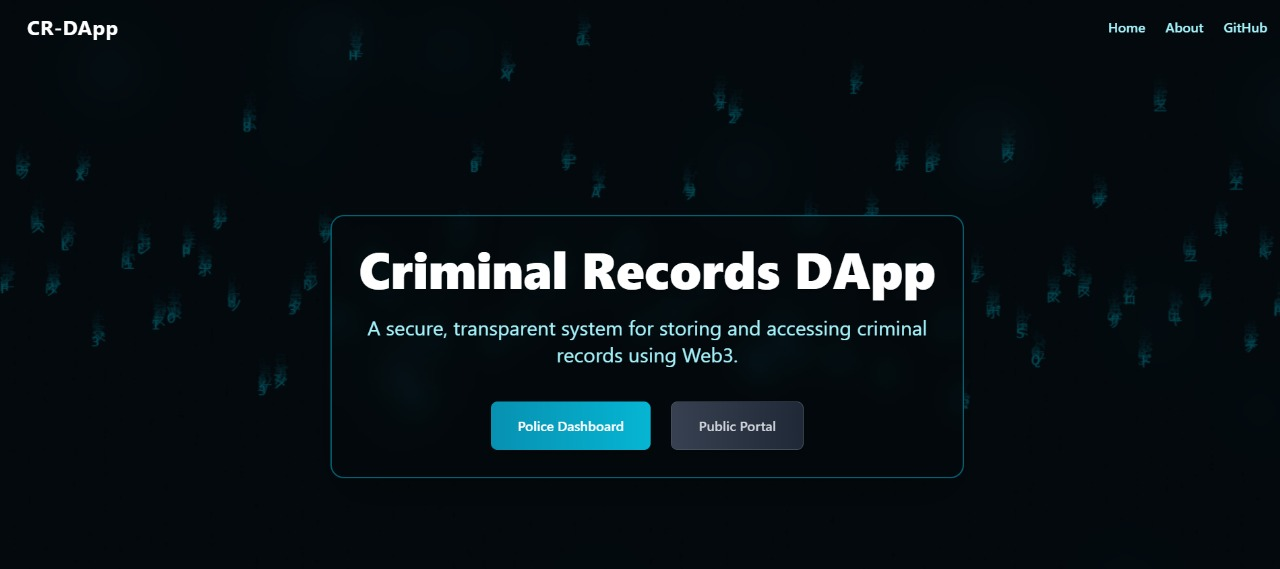 CR-DApp
Home About GitHub
Criminal Records DApp
A secure, transparent system for storing and accessing criminal
records using Web3.
Police Dashboard Public Portal